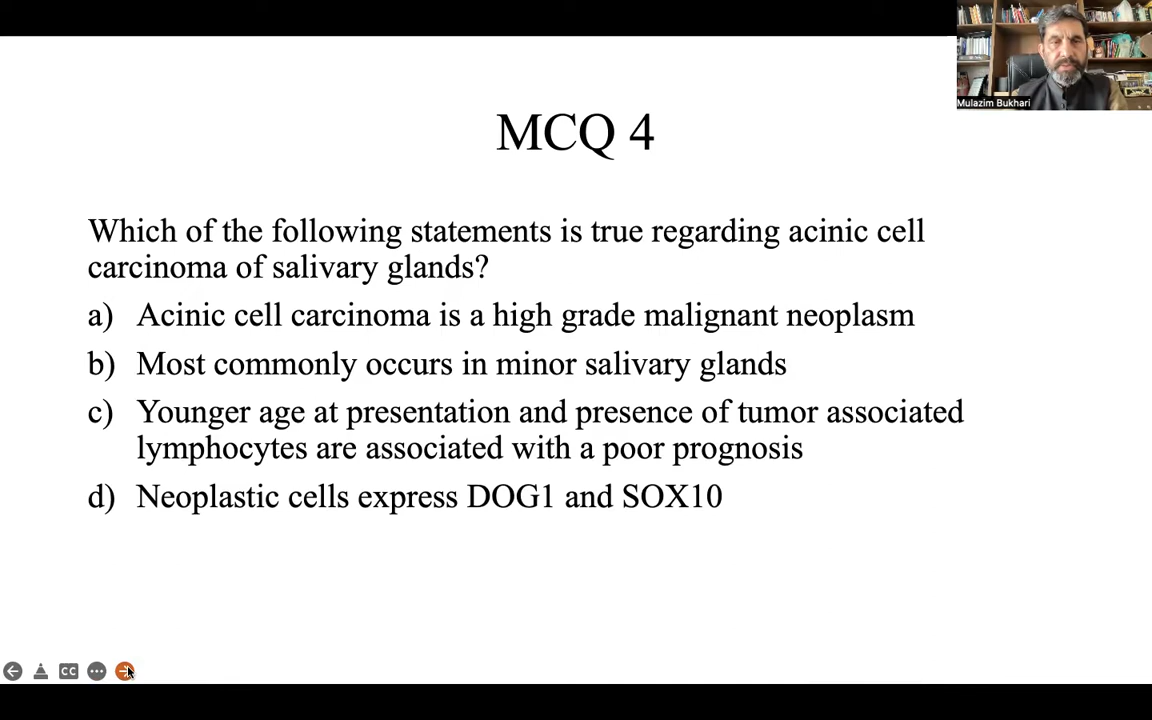 Mulazim Bukhari
MCQ 4
Which of the following statements is true regarding acinic cell
carcinoma of salivary glands?
a) Acinic cell carcinoma is a high grade malignant neoplasm
b) Most commonly occurs in minor salivary glands
c) Younger age at presentation and presence of tumor associated
lymphocytes are associated with a poor prognosis
d) Neoplastic cells express DOG1 and SOX10
CC